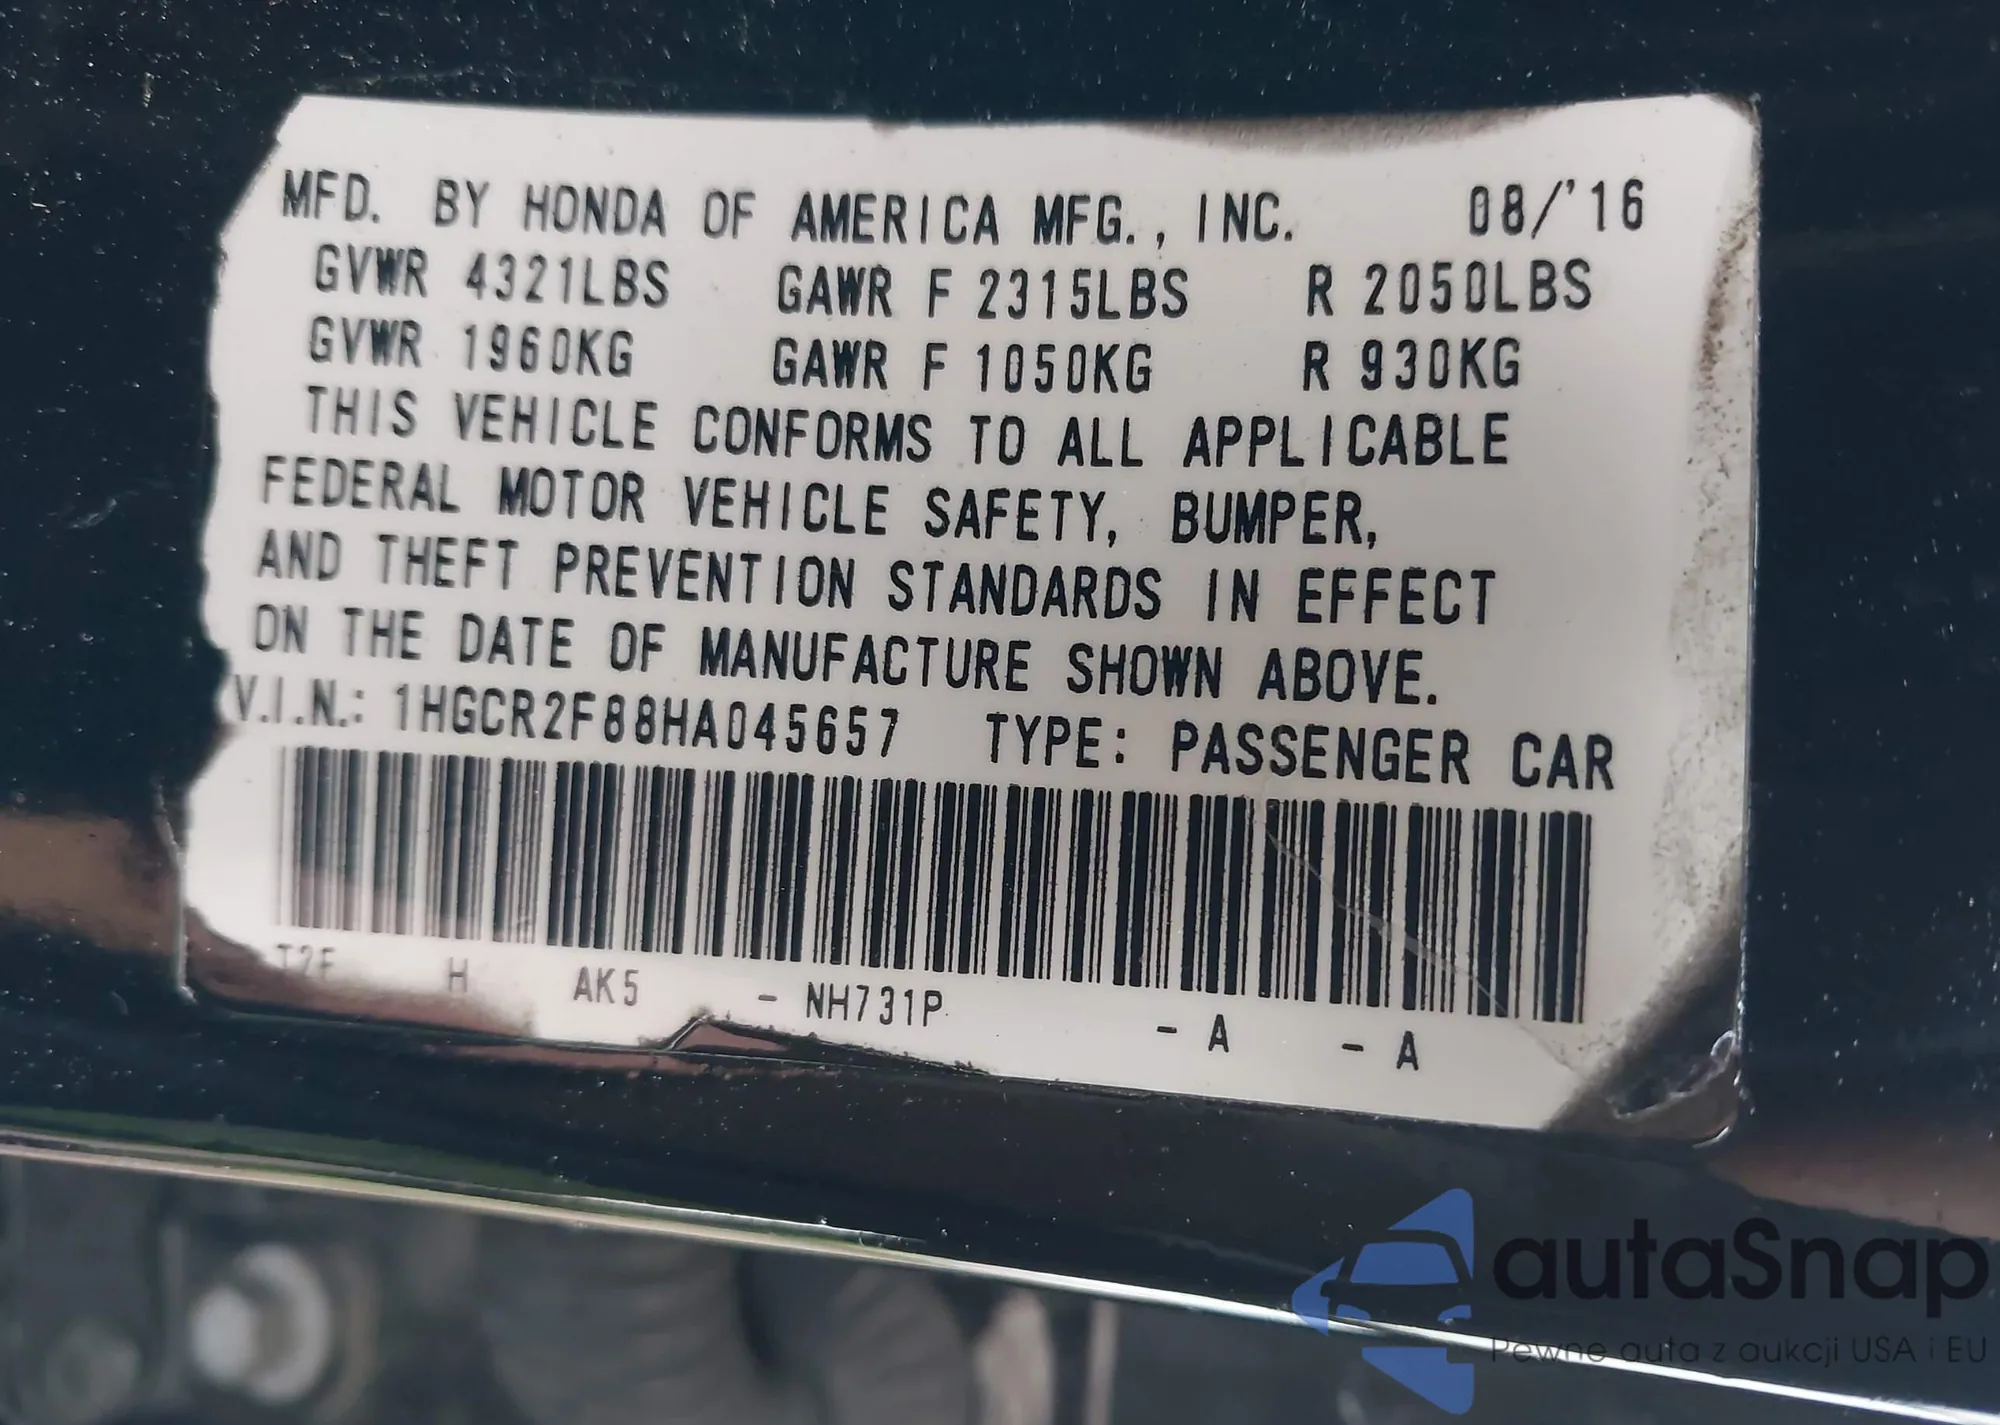 MFD. BY HONDA OF AMERICA MFG., INC. 08/'16
GVWR 4321LBS GAWR F 2315LBS R 2050LBS
GVWR 1960KG GAWR F 1050KG R 930KG
THIS VEHICLE CONFORMS TO ALL APPLICABLE
FEDERAL MOTOR VEHICLE SAFETY, BUMPER,
AND THEFT PREVENTION STANDARDS IN EFFECT
ON THE DATE OF MANUFACTURE SHOWN ABOVE.
V.I.N.: 1HGCR2F88HA045657 TYPE: PASSENGER CAR
T2F H AK5 - NH731P - A - A
autaSnap
Pewne auta z aukcji USA i EU